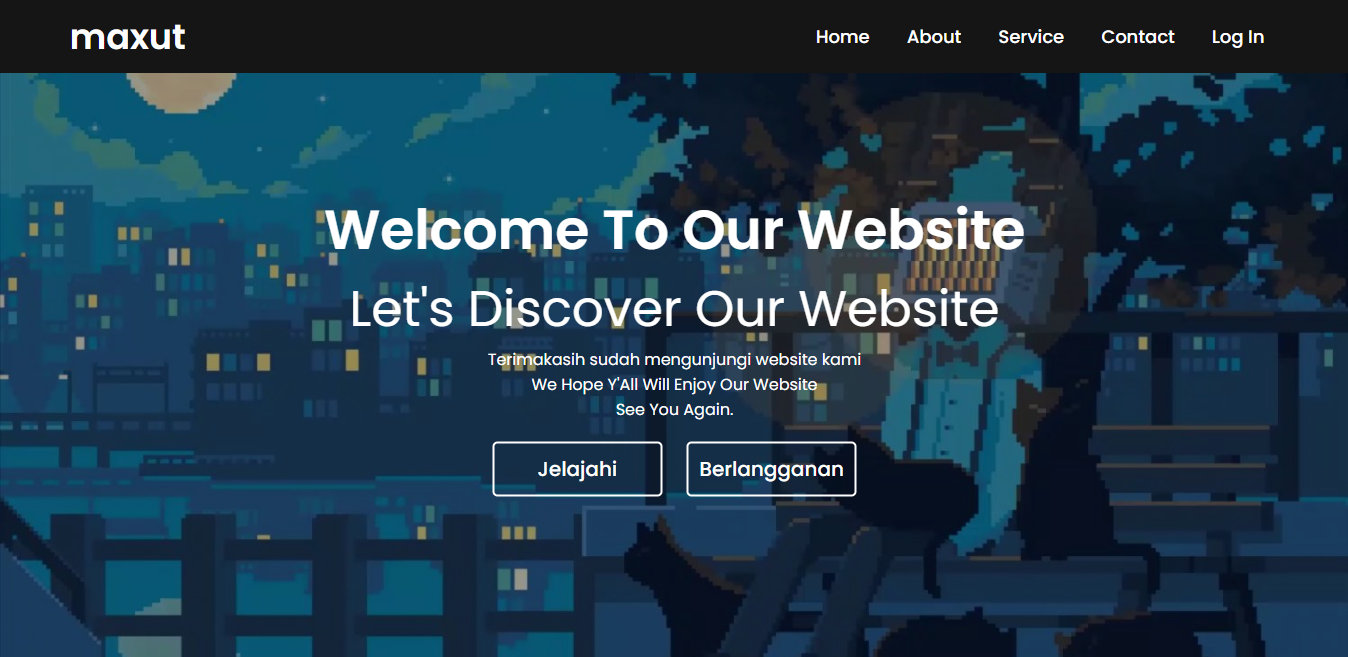 maxut
Home About Service Contact Log In
Welcome To Our Website
Let's Discover Our Website
Terimakasih sudah mengunjungi website kami
We Hope Y'All Will Enjoy Our Website
See You Again.
Jelajahi Berlangganan